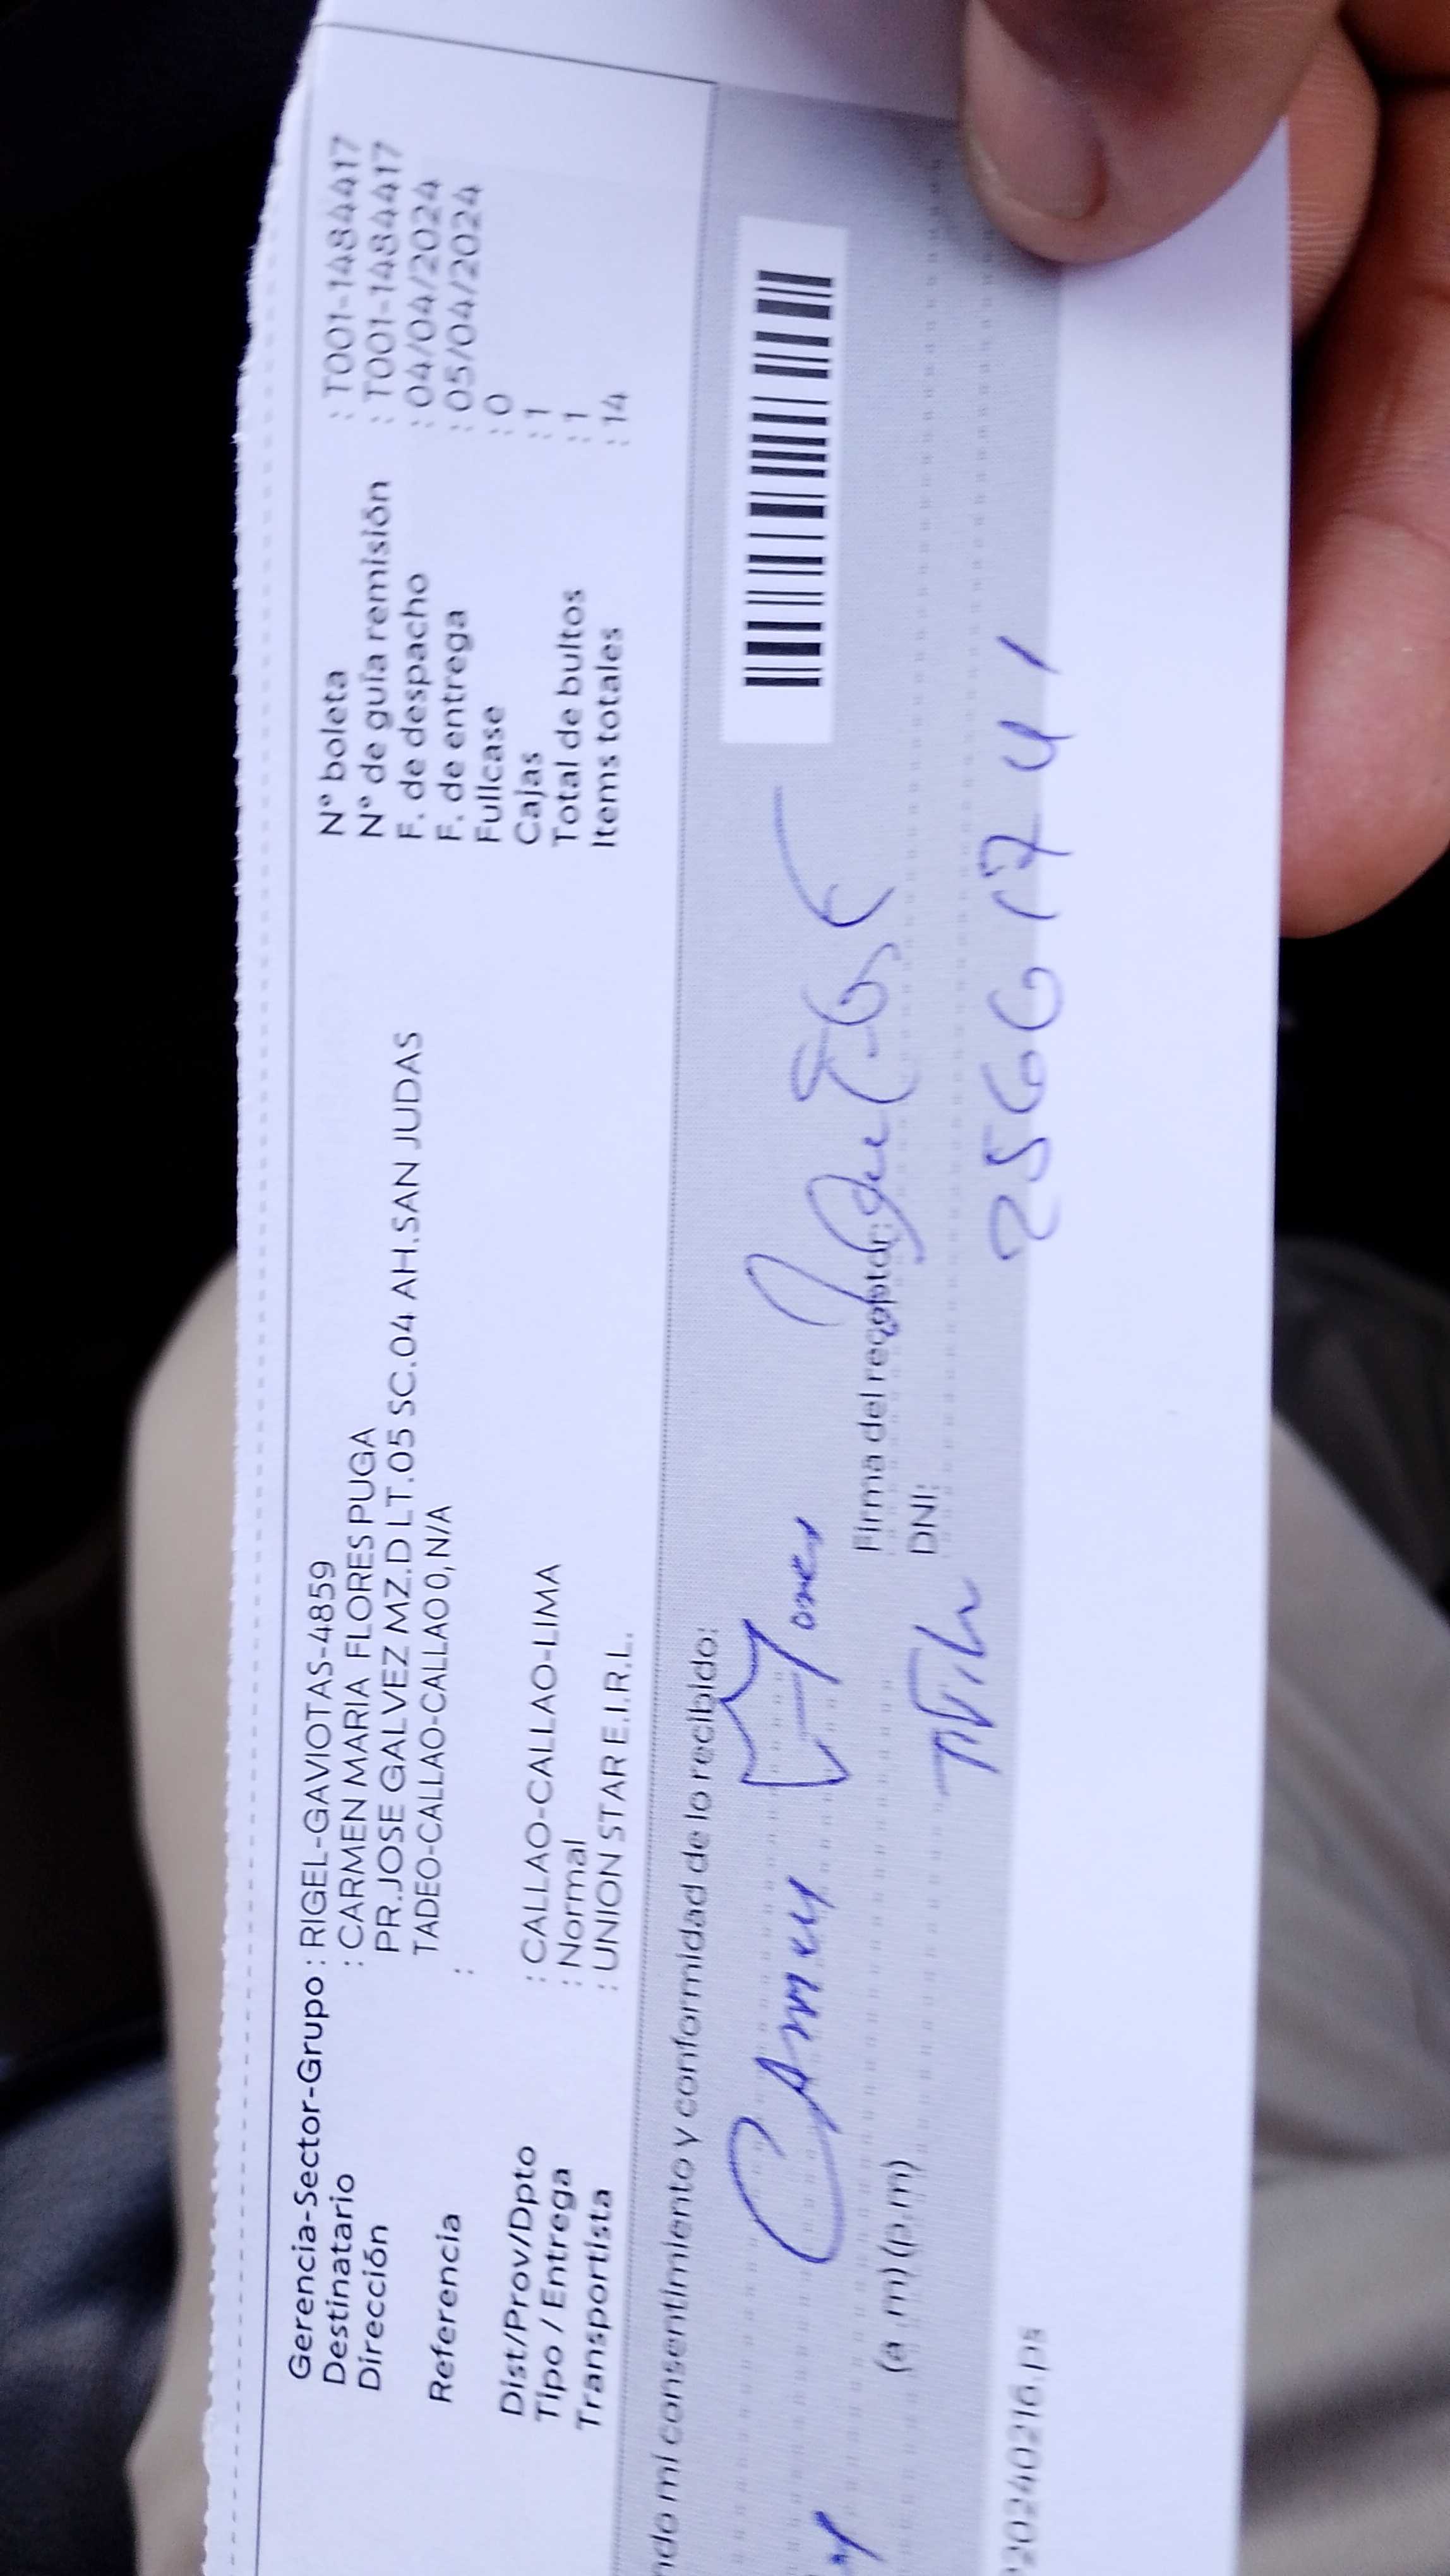 Gerencia-Sector-Grupo : RIGEL-GAVIOTAS-4859
Destinatario : CARMEN MARIA FLORES PUGA
Dirección PR.JOSE GALVEZ MZ.D LT.05 SC.04 AH.SAN JUDAS
TADEO-CALLAO-CALLAO 0, N/A
Referencia :
Dist/Prov/Dpto : CALLAO-CALLAO-LIMA
Tipo / Entrega : Normal
Transportista : UNION STAR E.I.R.L.
N° boleta : T001-1484417
N° de guía remisión : T001-1484417
F. de despacho : 04/04/2024
F. de entrega : 05/04/2024
Fullcase : 0
Cajas : 1
Total de bultos : 1
Items totales : 14
ndo mi consentimiento y conformidad de lo recibido:
Carmen Flores
Firma del receptor:
(a.m) (p.m) Titular DNI: 25661741
20240216.ps